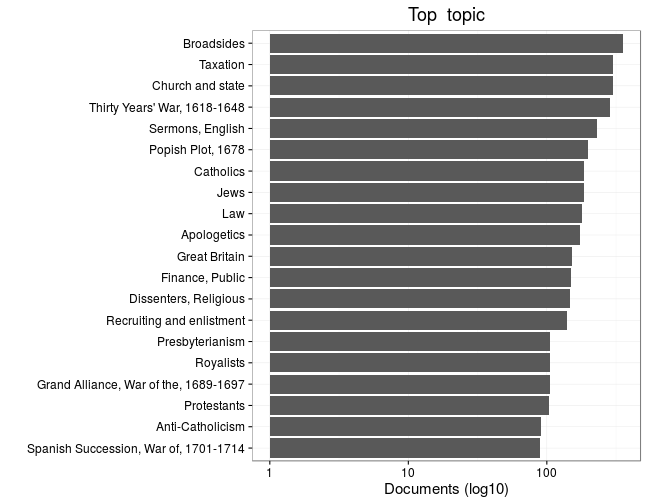 Top topic
Broadsides
Taxation
Church and state
Thirty Years' War, 1618-1648
Sermons, English
Popish Plot, 1678
Catholics
Jews
Law
Apologetics
Great Britain
Finance, Public
Dissenters, Religious
Recruiting and enlistment
Presbyterianism
Royalists
Grand Alliance, War of the, 1689-1697
Protestants
Anti-Catholicism
Spanish Succession, War of, 1701-1714
1 10 100
Documents (log10)